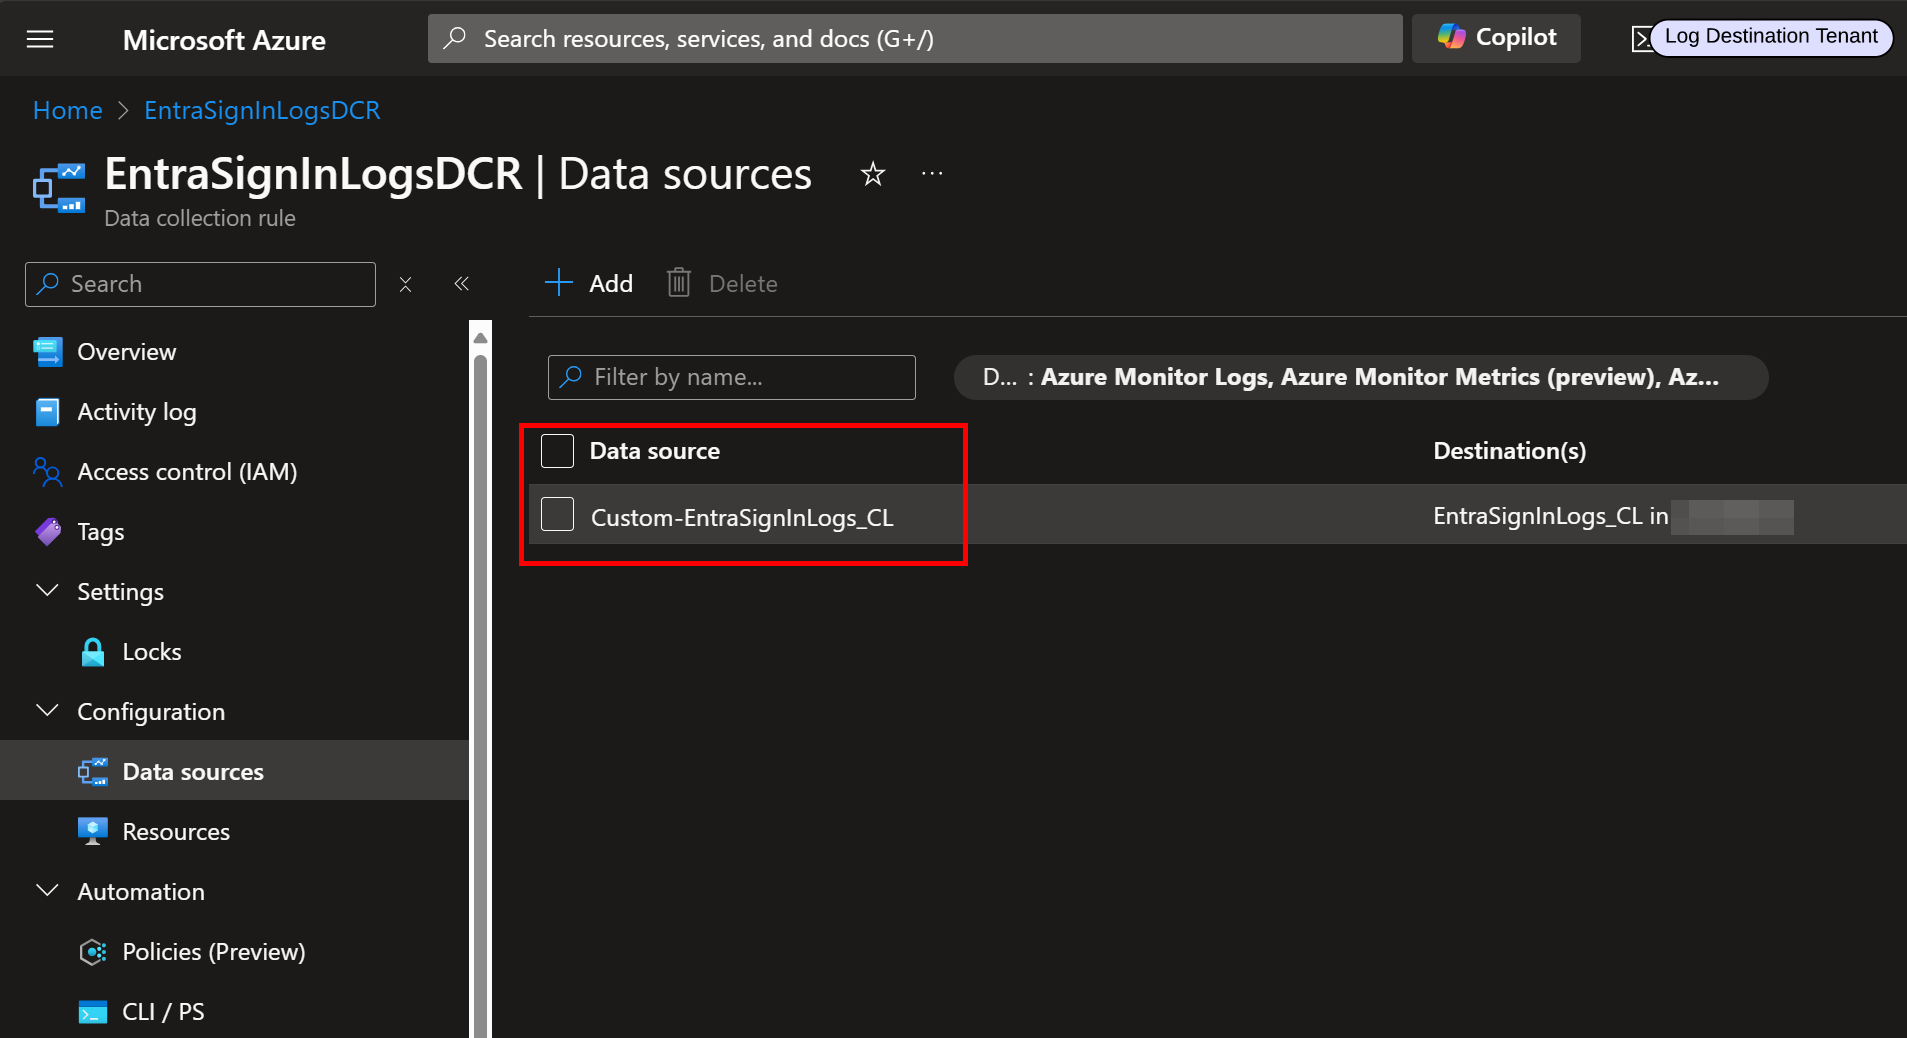 Microsoft Azure
Search resources, services, and docs (G+/)
Copilot
Log Destination Tenant
Home > EntraSignInLogsDCR
EntraSignInLogsDCR | Data sources
Data collection rule
Search
Add
Delete
Overview
Activity log
Access control (IAM)
Tags
Settings
Locks
Configuration
Data sources
Resources
Automation
Policies (Preview)
CLI / PS
Filter by name...
D... : Azure Monitor Logs, Azure Monitor Metrics (preview), Az...
Data source Destination(s)
Custom-EntraSignInLogs_CL EntraSignInLogs_CL in